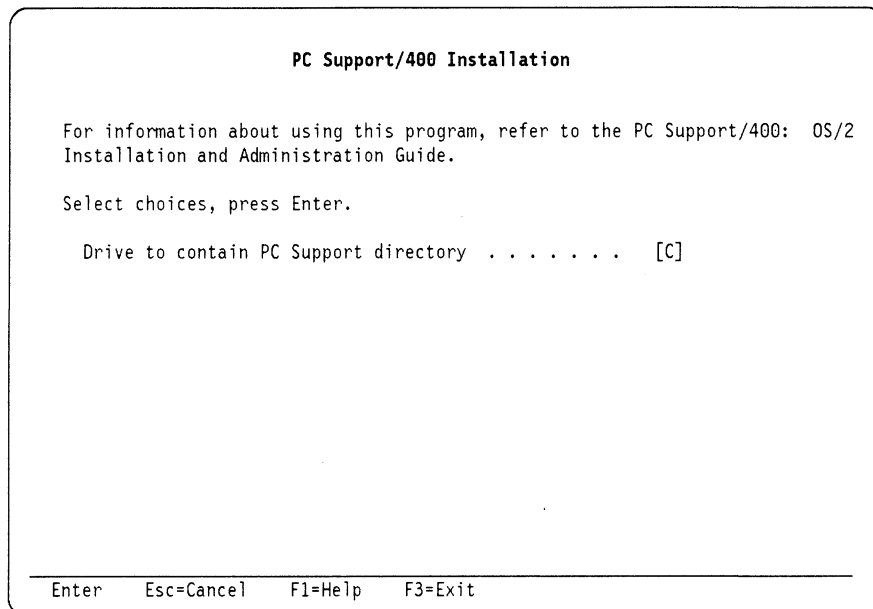 PC Support/400 Installation
For information about using this program, refer to the PC Support/400: OS/2
Installation and Administration Guide.
Select choices, press Enter.
Drive to contain PC Support directory . . . . . . . [C]
Enter Esc=Cancel F1=Help F3=Exit